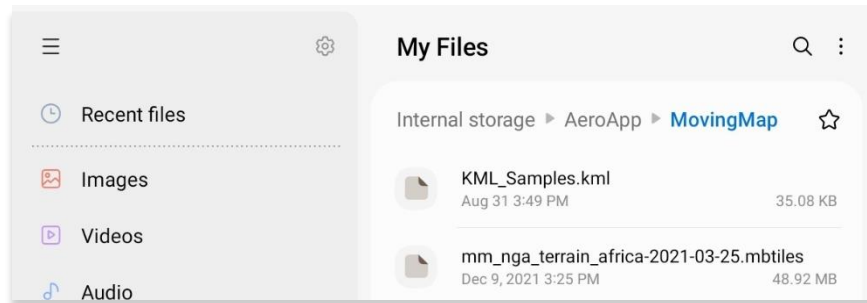 My Files
Recent files
Images
Videos
Audio
Internal storage ▶ AeroApp ▶ MovingMap
KML_Samples.kml
Aug 31 3:49 PM 35.08 KB
mm_nga_terrain_africa-2021-03-25.mbtiles
Dec 9, 2021 3:25 PM 48.92 MB